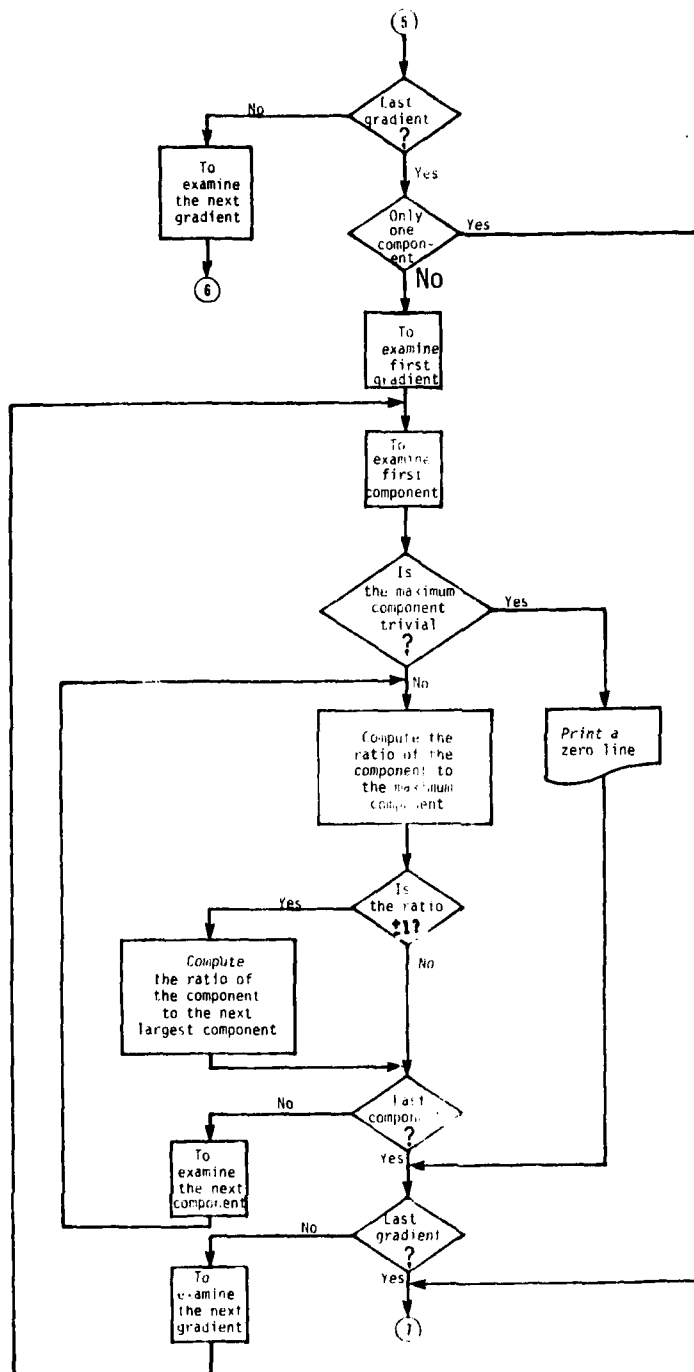 5
Last
gradient
?
No
Yes
To
examine
the next
gradient
6
Only
one
compon-
ent
Yes
No
To
examine
first
gradient
To
examine
first
component
Is
the maximum
component
trivial
?
Yes
No
Print a
zero line
Compute the
ratio of the
component to
the maximum
component
Is
the ratio
±1?
Yes
No
Compute
the ratio of
the component
to the next
largest component
Last
?
No
Yes
To
examine
the next
component
Last
gradient
?
No
Yes
To
examine
the next
gradient